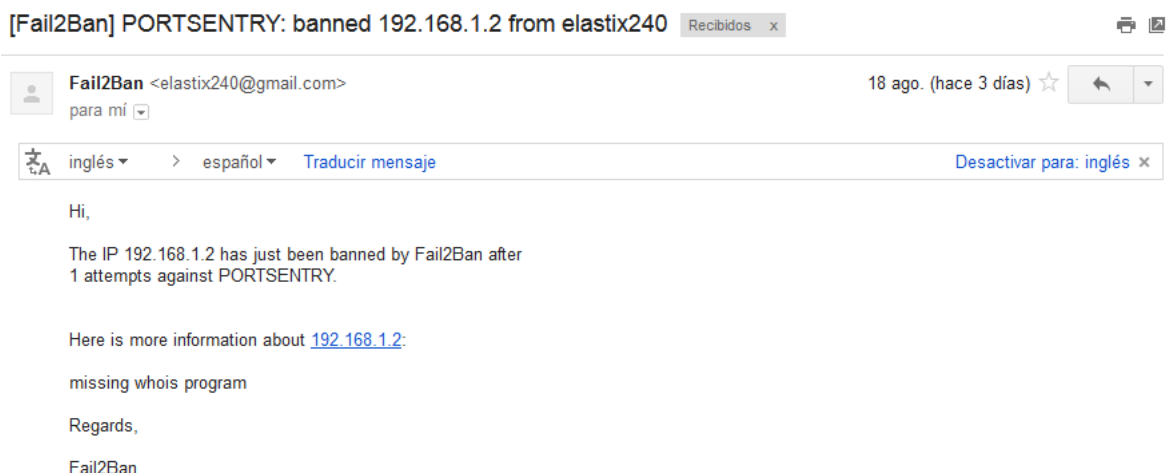 [Fail2Ban] PORTSENTRY: banned 192.168.1.2 from elastix240 Recibidos x
Fail2Ban <elastix240@gmail.com> 18 ago. (hace 3 días)
para mí
inglés > español Traducir mensaje Desactivar para: inglés ×
Hi,
The IP 192.168.1.2 has just been banned by Fail2Ban after
1 attempts against PORTSENTRY.
Here is more information about 192.168.1.2:
missing whois program
Regards,
Fail2Ban